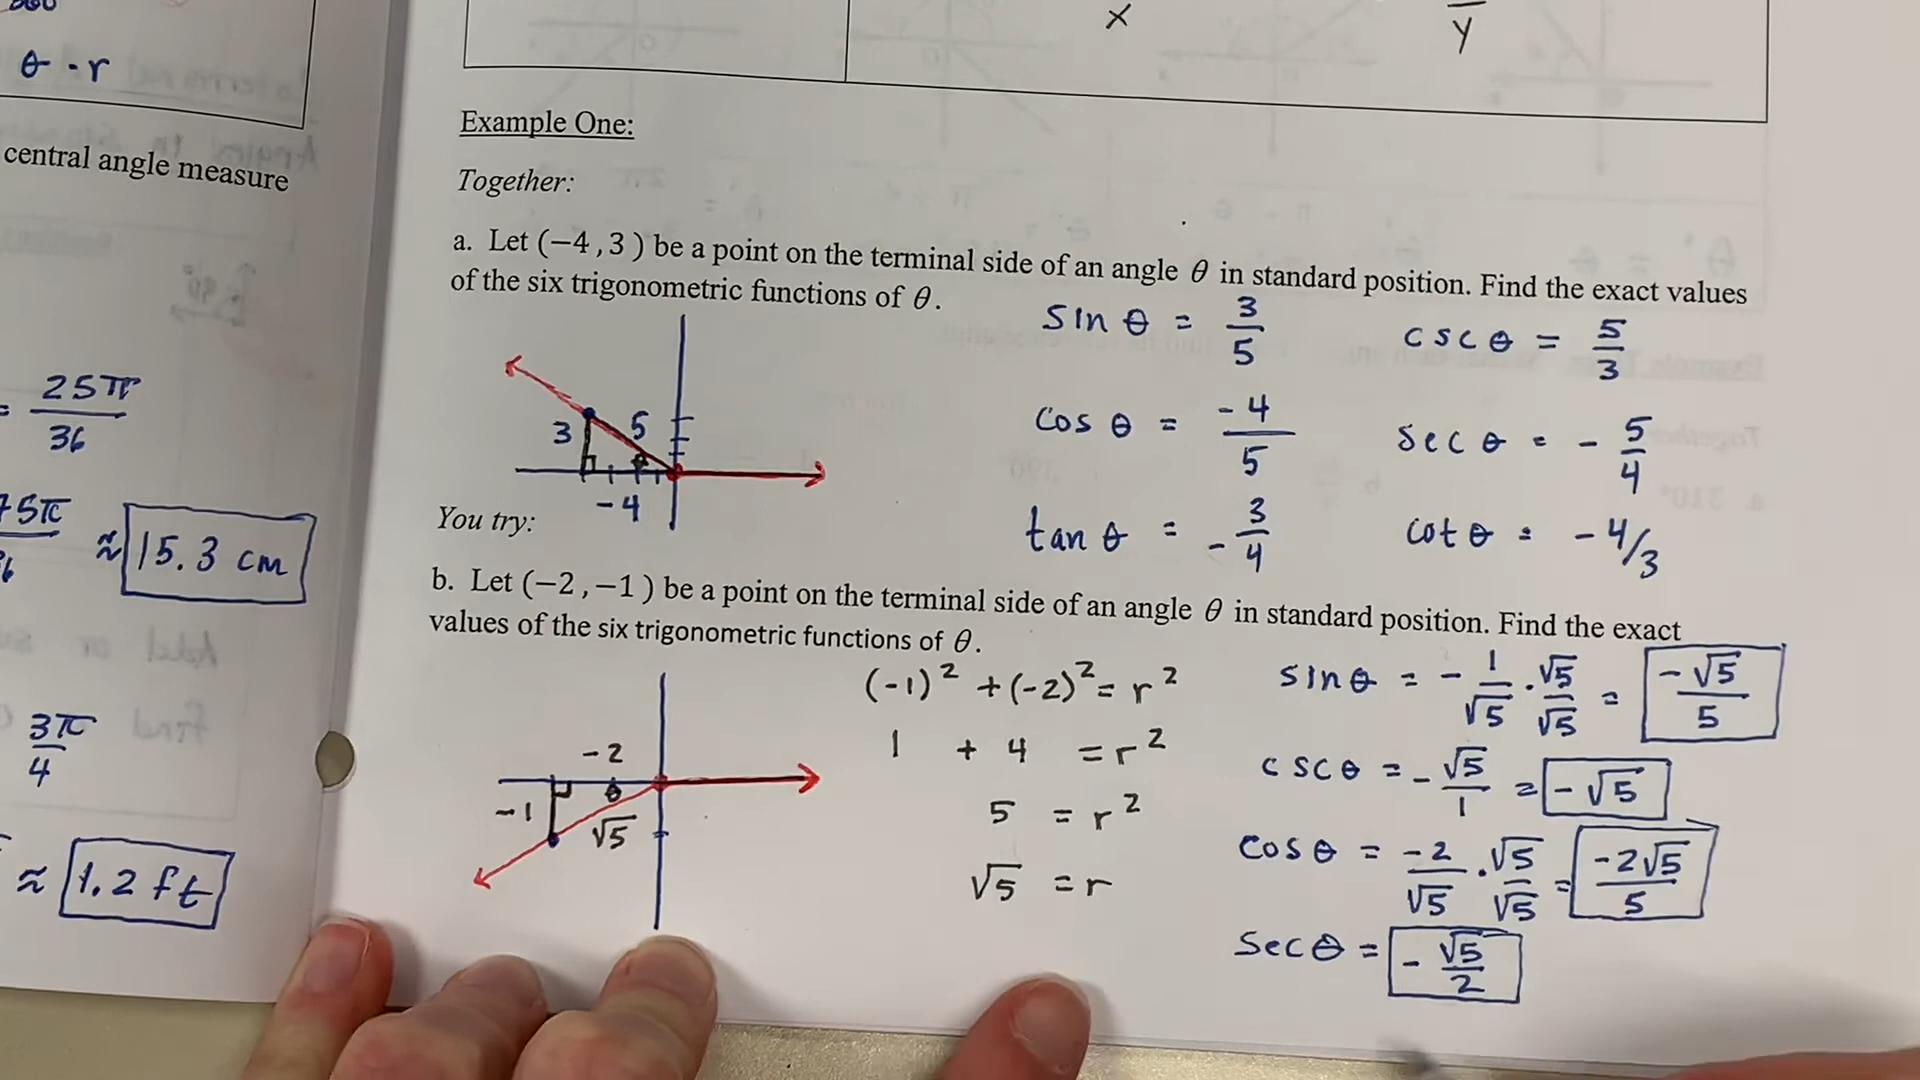 θ · r
central angle measure
= 25π/36
75π
≈ 15.3 cm
3π/4
≈ 1.2 ft
x
y
Example One:
Together:
a. Let (−4, 3) be a point on the terminal side of an angle θ in standard position. Find the exact values
of the six trigonometric functions of θ.
sin θ = 3/5
csc θ = 5/3
3
5
θ
-4
cos θ = -4/5
sec θ = - 5/4
tan θ = - 3/4
cot θ = - 4/3
You try:
b. Let (−2, −1) be a point on the terminal side of an angle θ in standard position. Find the exact
values of the six trigonometric functions of θ.
-2
-1
θ
√5
(-1)² + (-2)² = r²
1 + 4 = r²
5 = r²
√5 = r
sin θ = - 1/√5 · √5/√5 = -√5/5
csc θ = - √5/1 = -√5
cos θ = -2/√5 · √5/√5 = -2√5/5
sec θ = - √5/2